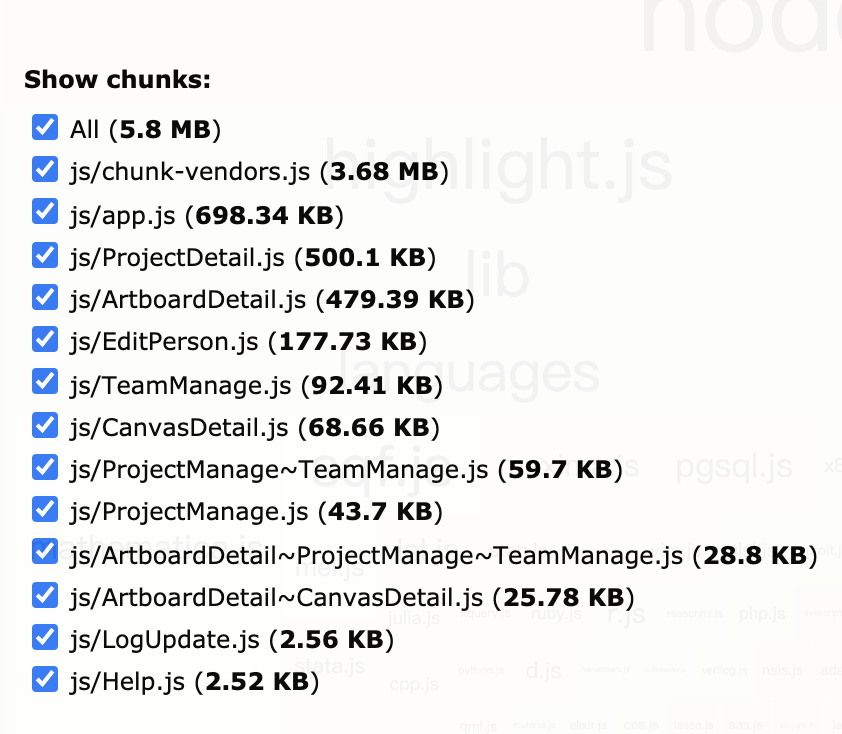 node
Show chunks:
All (5.8 MB)
js/chunk-vendors.js (3.68 MB)
highlight.js
js/app.js (698.34 KB)
js/ProjectDetail.js (500.1 KB)
lib
js/ArtboardDetail.js (479.39 KB)
js/EditPerson.js (177.73 KB)
languages
js/TeamManage.js (92.41 KB)
js/CanvasDetail.js (68.66 KB)
js/ProjectManage~TeamManage.js (59.7 KB)
sqf.js
pgsql.js
js/ProjectManage.js (43.7 KB)
mathematica.js
js/ArtboardDetail~ProjectManage~TeamManage.js (28.8 KB)
mel.js
js/ArtboardDetail~CanvasDetail.js (25.78 KB)
julia.js
ruby.js
r.js
php.js
js/LogUpdate.js (2.56 KB)
stata.js
python.js
d.js
verilog.js
nsis.js
js/Help.js (2.52 KB)
cpp.js
qml.js
elixir.js
cos.js
lasso.js
sas.js